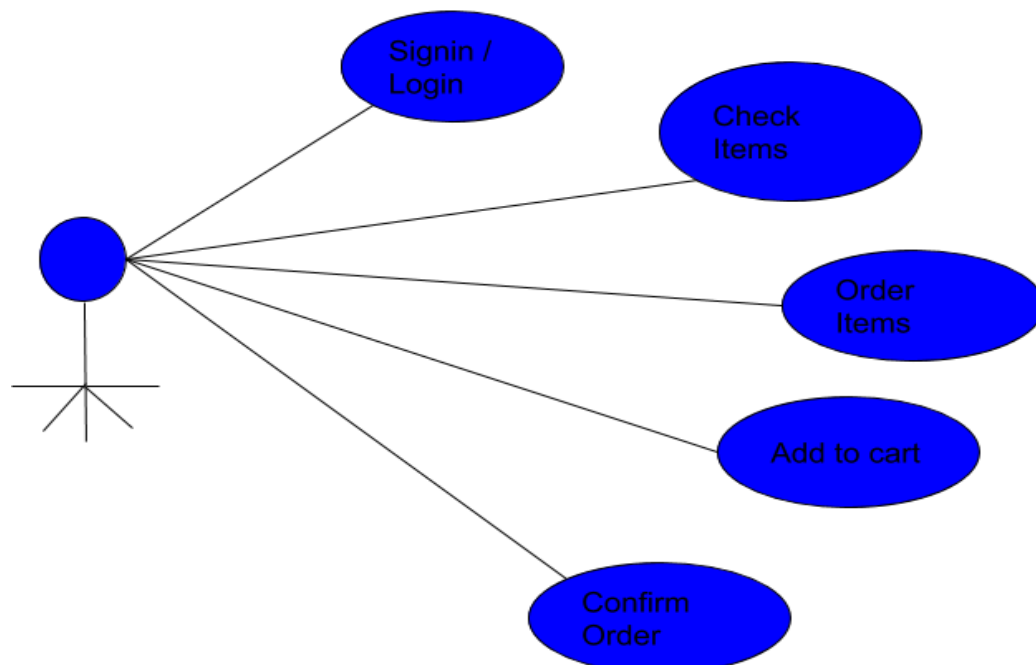 Signin /
Login
Check
Items
Order
Items
Add to cart
Confirm
Order